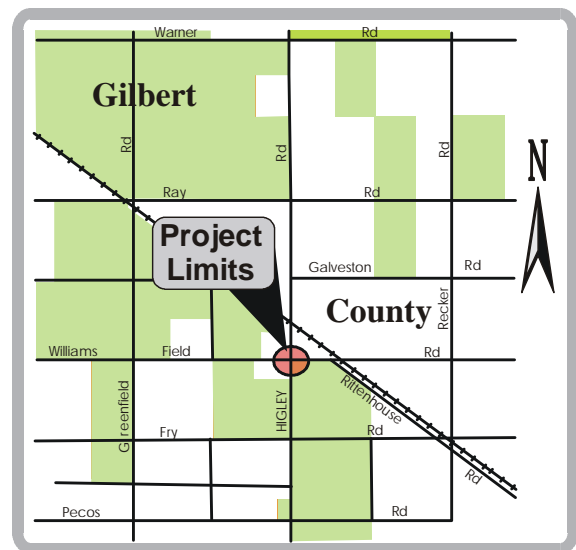 Warner Rd
Gilbert
Rd
Rd
Rd
N
Ray Rd
Project
Limits
Galveston Rd
County
Recker
Williams Field Rd
Rittenhouse
Greenfield
HIGLEY
Fry Rd
Rd
Pecos Rd